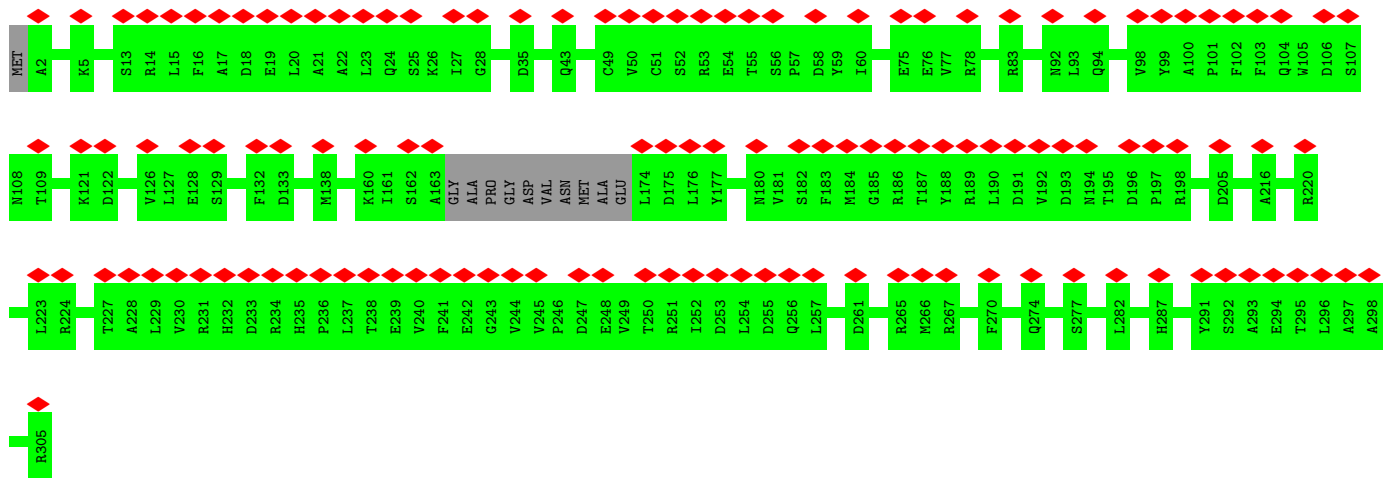 MET A2 K5 S13 R14 L15 F16 A17 D18 E19 L20 A21 A22 L23 Q24 S25 K26 I27 G28 D35 Q43 C49 V50 C51 S52 R53 E54 T55 S56 P57 D58 Y59 I60 E75 E76 V77 R78 R83 N92 L93 Q94 V98 Y99 A100 P101 F102 F103 Q104 W105 D106 S107
N108 T109 K121 D122 V126 L127 E128 S129 F132 D133 M138 K160 I161 S162 A163 GLY ALA PRO GLY ASP VAL ASN MET ALA GLU L174 D175 L176 Y177 N180 V181 S182 F183 M184 G185 R186 T187 Y188 R189 L190 D191 V192 D193 N194 T195 D196 P197 R198 D205 A216 R220
L223 R224 T227 A228 L229 V230 R231 H232 D233 R234 H235 P236 L237 T238 E239 V240 F241 E242 G243 V244 V245 P246 D247 E248 V249 T250 R251 I252 D253 L254 D255 Q256 L257 D261 R265 M266 R267 F270 Q274 S277 L282 H287 Y291 S292 A293 E294 T295 L296 A297 A298
R305